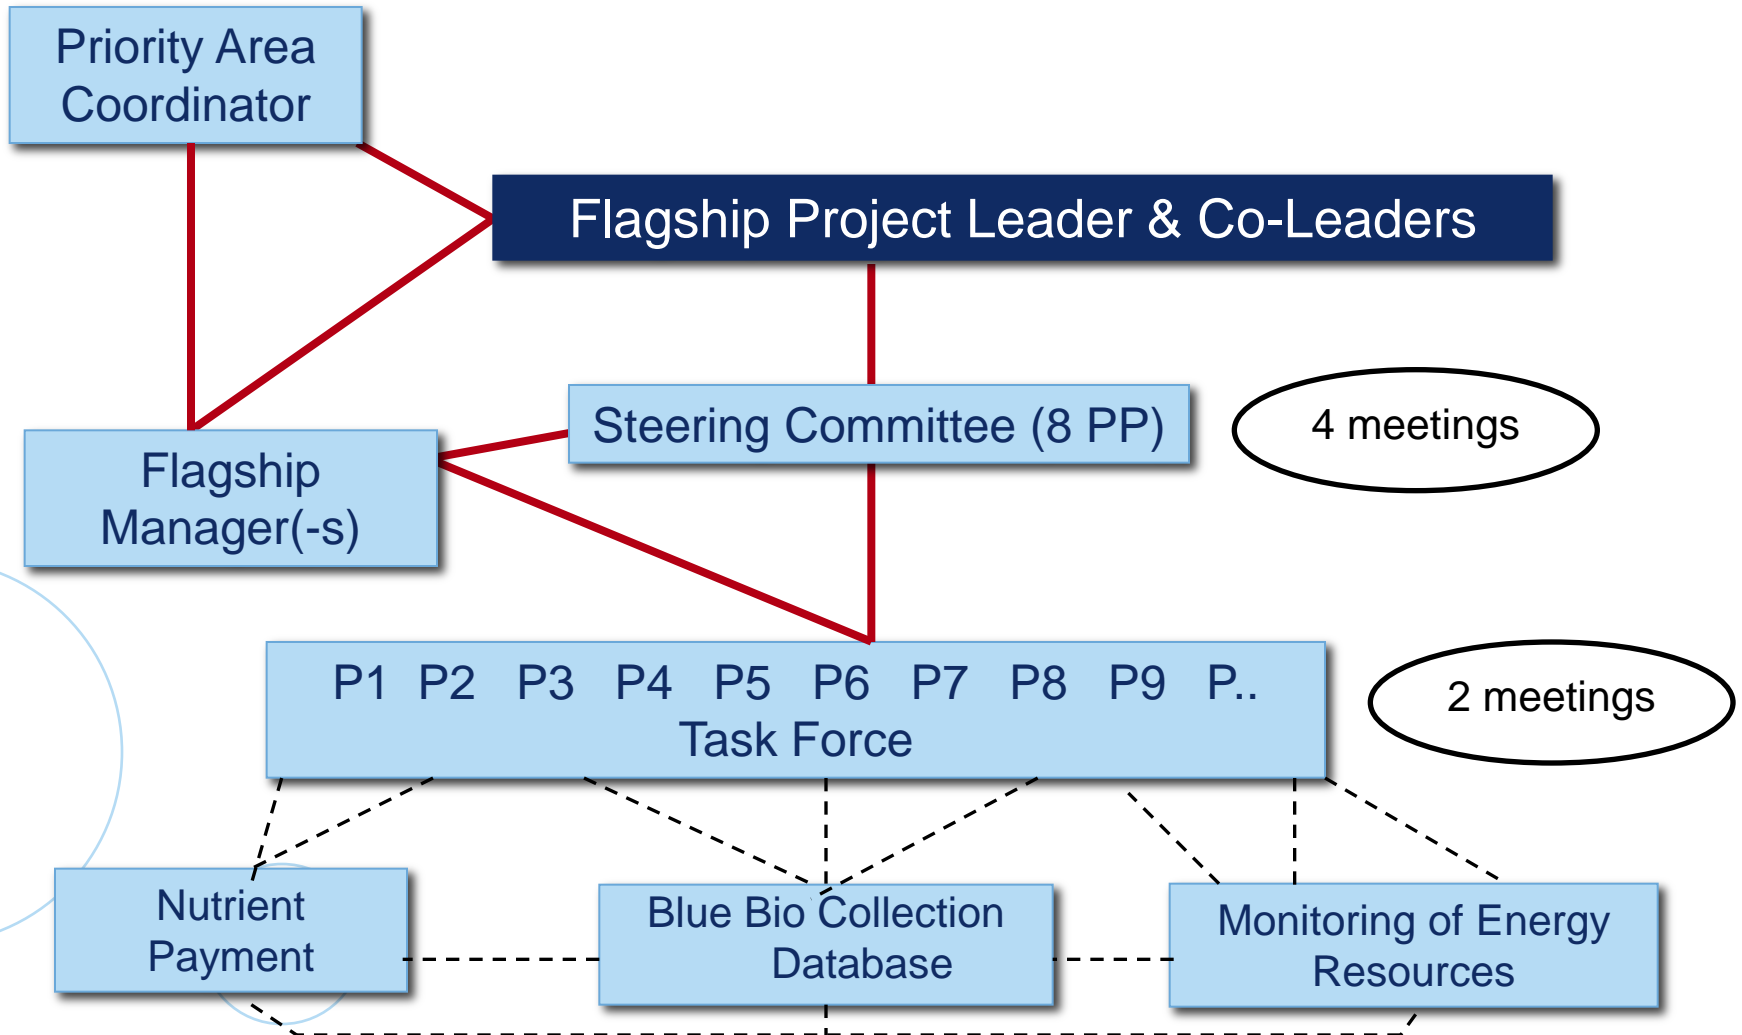 Priority Area
Coordinator
Flagship Project Leader & Co-Leaders
Steering Committee (8 PP)
4 meetings
Flagship
Manager(-s)
P1 P2 P3 P4 P5 P6 P7 P8 P9 P..
Task Force
2 meetings
Nutrient
Payment
Blue Bio Collection
Database
Monitoring of Energy
Resources